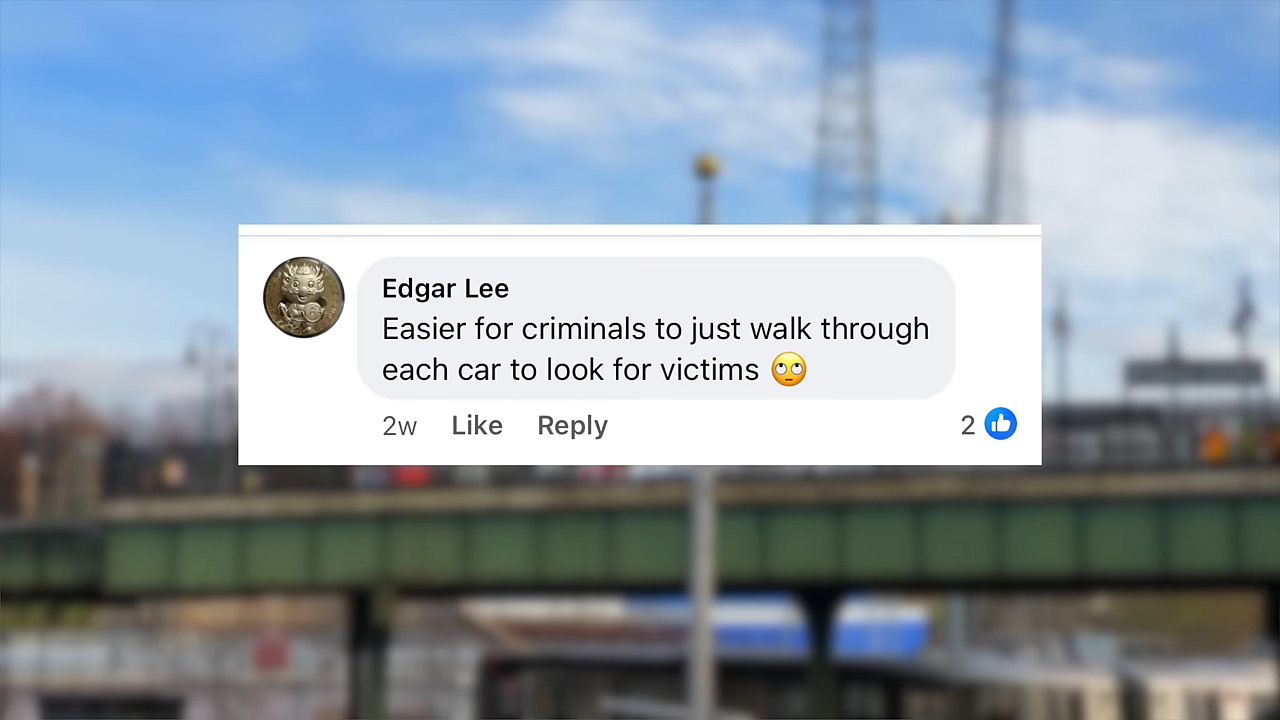 Edgar Lee
Easier for criminals to just walk through
each car to look for victims 🙄
2w Like Reply 2